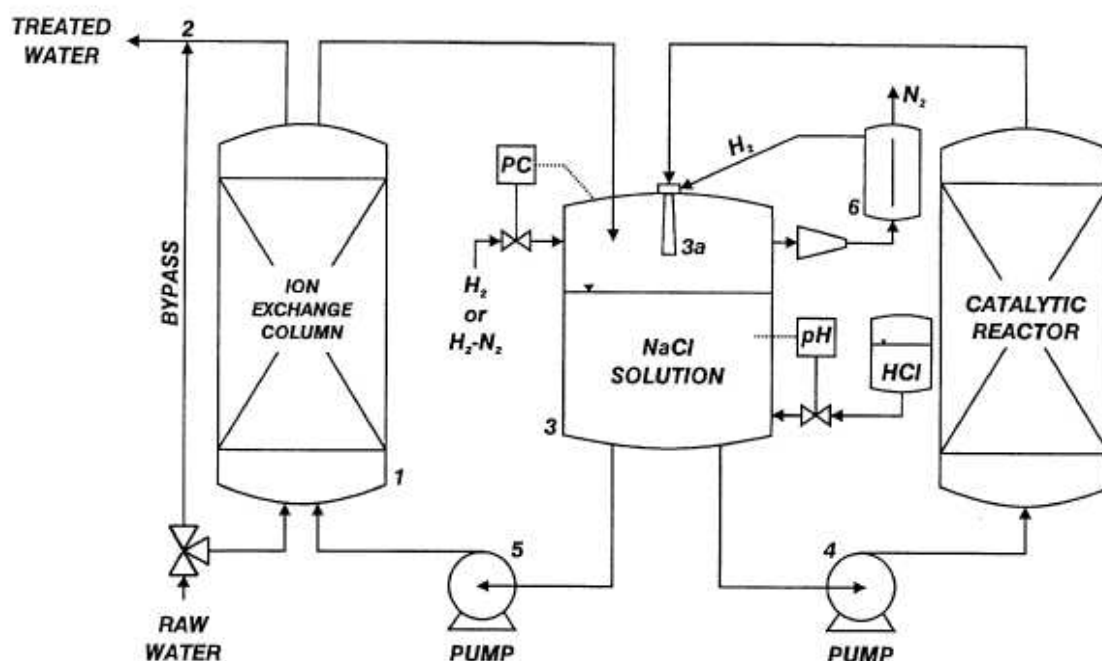 TREATED
WATER
2
BYPASS
RAW
WATER
ION
EXCHANGE
COLUMN
1
PC
H₂
or
H₂-N₂
3a
NaCl
SOLUTION
3
H₂
N₂
6
pH
HCl
CATALYTIC
REACTOR
5
PUMP
4
PUMP